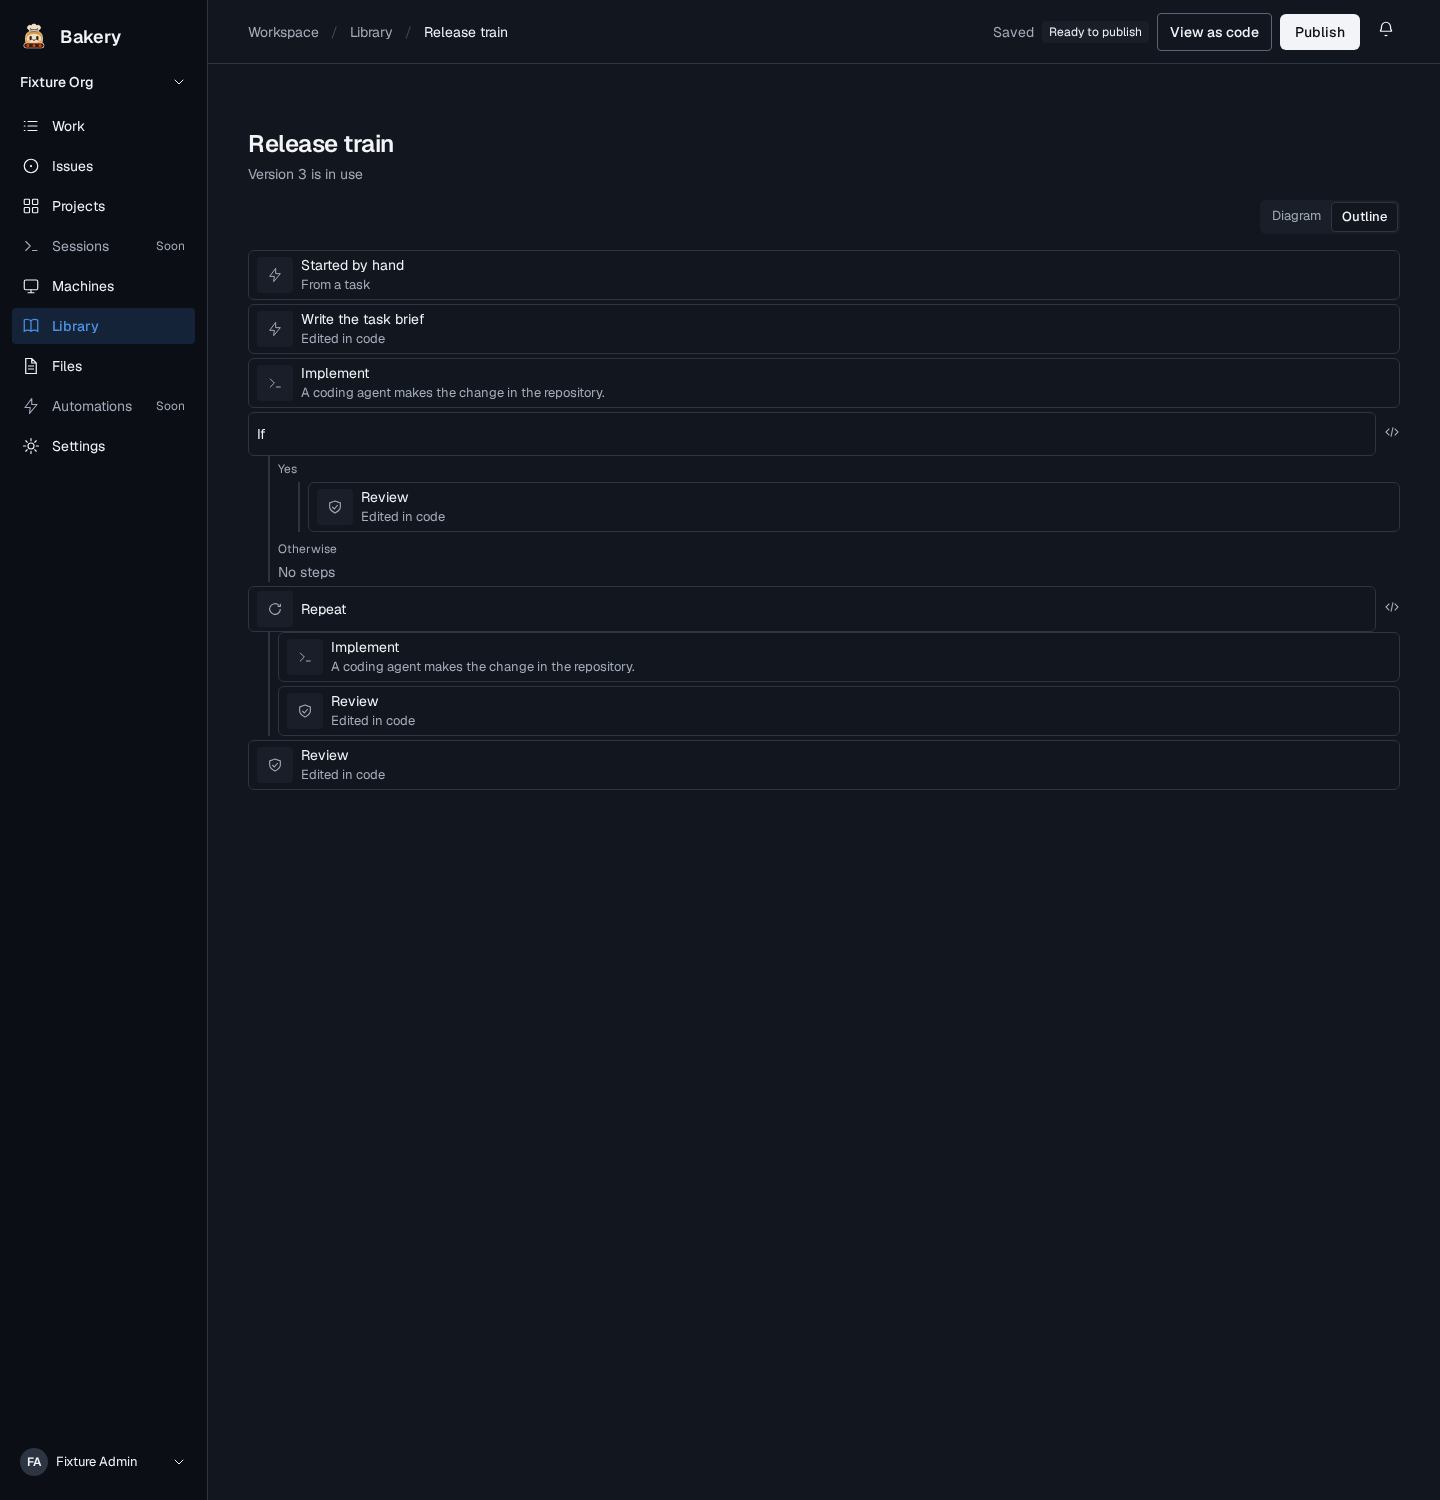 Bakery
Fixture Org
Work
Issues
Projects
Sessions Soon
Machines
Library
Files
Automations Soon
Settings
FA Fixture Admin
Workspace / Library / Release train
Saved Ready to publish View as code Publish
Release train
Version 3 is in use
Diagram Outline
Started by hand
From a task
Write the task brief
Edited in code
Implement
A coding agent makes the change in the repository.
If
Yes
Review
Edited in code
Otherwise
No steps
Repeat
Implement
A coding agent makes the change in the repository.
Review
Edited in code
Review
Edited in code